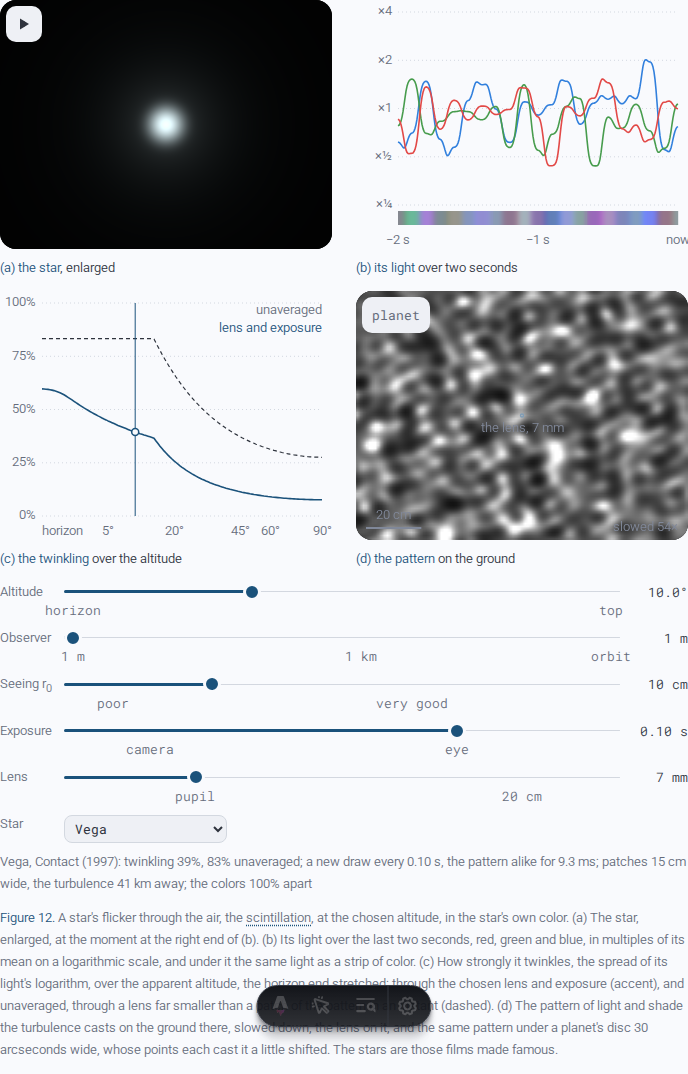 ×4
×2
×1
×½
×¼
−2 s
−1 s
now
(a) the star, enlarged
(b) its light over two seconds
100%
75%
50%
25%
0%
unaveraged
lens and exposure
horizon
5°
20°
45°
60°
90°
planet
the lens, 7 mm
20 cm
slowed 54
(c) the twinkling over the altitude
(d) the pattern on the ground
Altitude
10.0°
horizon
top
Observer
1 m
1 m
1 km
orbit
Seeing r0
10 cm
poor
very good
Exposure
0.10 s
camera
eye
Lens
7 mm
pupil
20 cm
Star
Vega
Vega, Contact (1997): twinkling 39%, 83% unaveraged; a new draw every 0.10 s, the pattern alike for 9.3 ms; patches 15 cm
wide, the turbulence 41 km away; the colors 100% apart
Figure 12. A star's flicker through the air, the scintillation, at the chosen altitude, in the star's own color. (a) The star,
enlarged, at the moment at the right end of (b). (b) Its light over the last two seconds, red, green and blue, in multiples of its
mean on a logarithmic scale, and under it the same light as a strip of color. (c) How strongly it twinkles, the spread of its
light's logarithm, over the apparent altitude, the horizon end stretched: through the chosen lens and exposure (accent), and
unaveraged, through a lens far smaller than a (dashed). (d) The pattern of light and shade
the turbulence casts on the ground there, slowed down, the lens on it, and the same pattern under a planet's disc 30
arcseconds wide, whose points each cast it a little shifted. The stars are those films made famous.